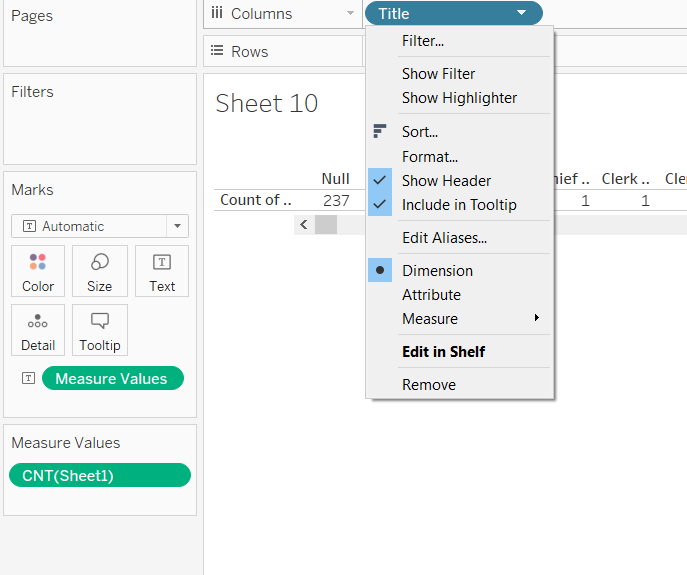 Pages
Columns
Title
Rows
Filters
Filter...
Show Filter
Show Highlighter
Sort...
Format...
Show Header
Include in Tooltip
Edit Aliases...
Dimension
Attribute
Measure
Edit in Shelf
Remove
Sheet 10
Null
hief ..
Clerk ..
Cler
Count of ..
237
1
1
Marks
Automatic
Color
Size
Text
Detail
Tooltip
Measure Values
Measure Values
CNT(Sheet1)